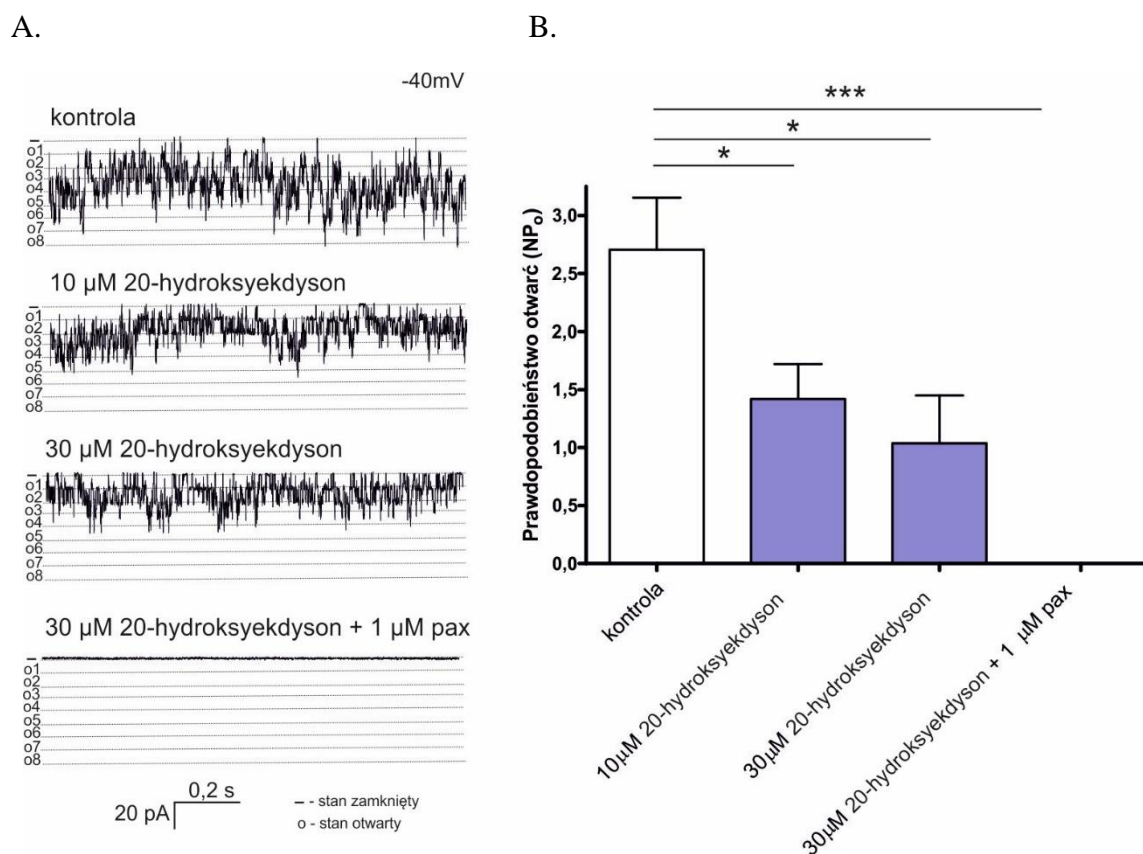 A.
B.
-40mV
kontrola
o1
o2
o3
o4
o5
o6
o7
o8
10 µM 20-hydroksyekdyson
o1
o2
o3
o4
o5
o6
o7
o8
30 µM 20-hydroksyekdyson
o1
o2
o3
o4
o5
o6
o7
o8
30 µM 20-hydroksyekdyson + 1 µM pax
o1
o2
o3
o4
o5
o6
o7
o8
0,2 s
20 pA
– - stan zamknięty
o - stan otwarty
***
*
*
Prawdopodobieństwo otwarć (NPo)
3,0
2,5
2,0
1,5
1,0
0,5
0,0
kontrola
10µM 20-hydroksyekdyson
30µM 20-hydroksyekdyson
30µM 20-hydroksyekdyson + 1 µM pax